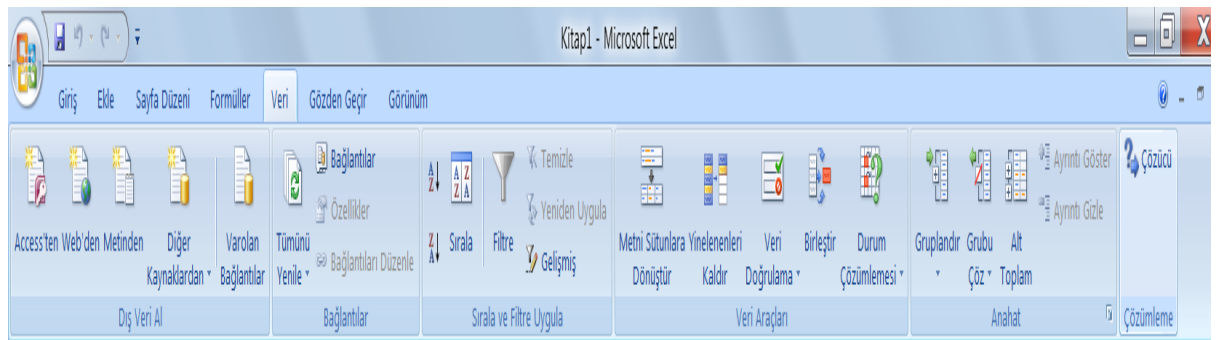 Kitap1 - Microsoft Excel
Giriş Ekle Sayfa Düzeni Formüller Veri Gözden Geçir Görünüm
Access'ten Web'den Metinden Diğer Kaynaklardan Varolan Bağlantılar
Dış Veri Al
Tümünü Yenile Bağlantılar
Özellikler
Bağlantıları Düzenle
Bağlantılar
Sırala Filtre Temizle
Yeniden Uygula
Gelişmiş
Sırala ve Filtre Uygula
Metni Sütunlara Dönüştür Yinelenenleri Kaldır Veri Doğrulama Birleştir Durum Çözümlemesi
Veri Araçları
Gruplandır Grubu Çöz Alt Toplam Ayrıntı Göster
Ayrıntı Gizle
Anahat
Çözücü
Çözümleme